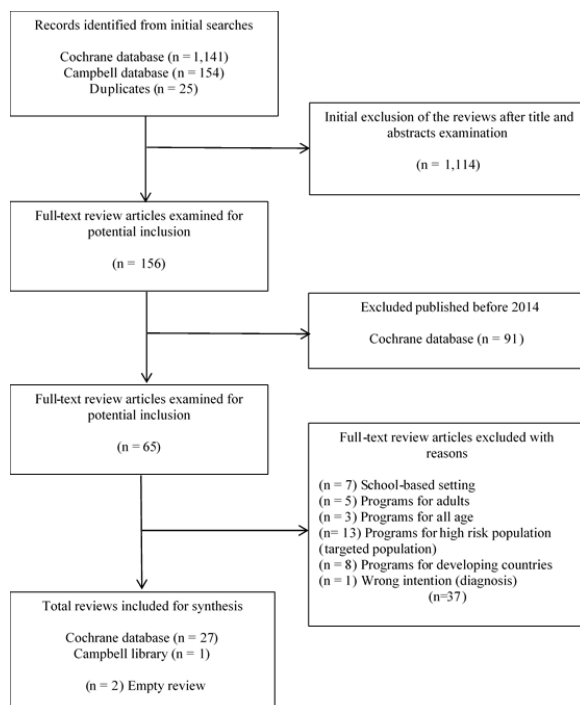 Records identified from initial searches
Cochrane database (n = 1,141)
Campbell database (n = 154)
Duplicates (n = 25)
Initial exclusion of the reviews after title and
abstracts examination
(n = 1,114)
Full-text review articles examined for
potential inclusion
(n = 156)
Excluded published before 2014
Cochrane database (n = 91)
Full-text review articles examined for
potential inclusion
(n = 65)
Full-text review articles excluded with
reasons
(n = 7) School-based setting
(n = 5) Programs for adults
(n = 3) Programs for all age
(n= 13) Programs for high risk population
(targeted population)
(n = 8) Programs for developing countries
(n = 1) Wrong intention (diagnosis)
(n=37)
Total reviews included for synthesis
Cochrane database (n = 27)
Campbell library (n = 1)
(n = 2) Empty review